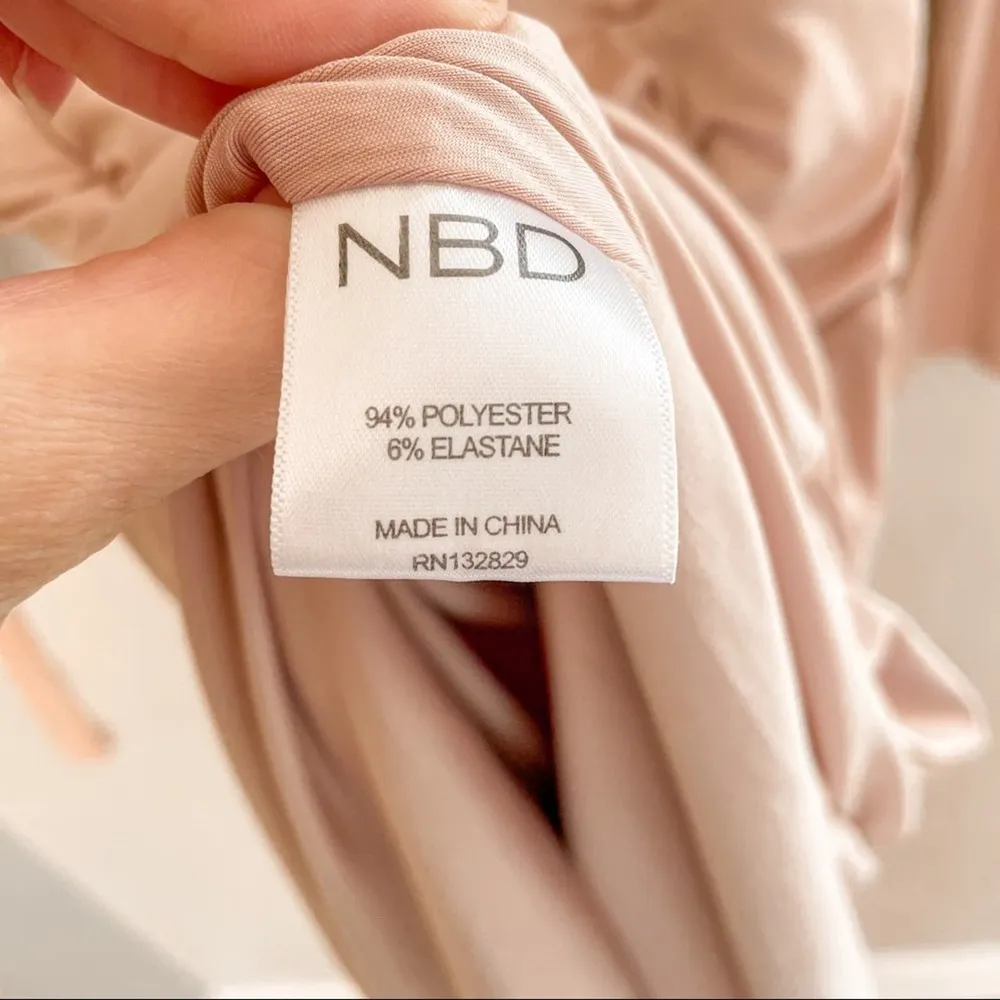 NBD
94% POLYESTER
6% ELASTANE
MADE IN CHINA
RN132829